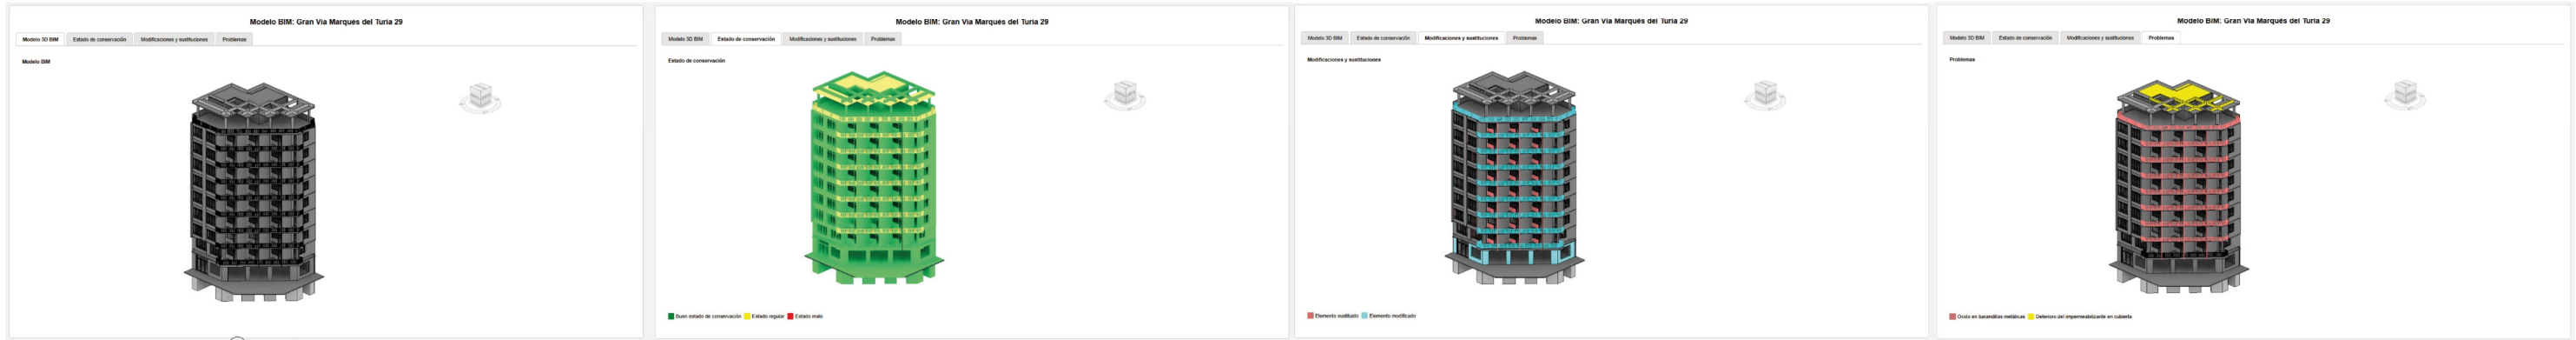 Modelo BIM: Gran Via Marqués del Turia 29
Modelo 3D BIM Estado de conservación Modificaciones y sustituciones Problemas
Modelo BIM
Modelo BIM: Gran Via Marqués del Turia 29
Modelo 3D BIM Estado de conservación Modificaciones y sustituciones Problemas
Estado de conservación
Buen estado de conservación Estado regular Estado malo
Modelo BIM: Gran Via Marqués del Turia 29
Modelo 3D BIM Estado de conservación Modificaciones y sustituciones Problemas
Modificaciones y sustituciones
Elemento sustituido Elemento modificado
Modelo BIM: Gran Via Marqués del Turia 29
Modelo 3D BIM Estado de conservación Modificaciones y sustituciones Problemas
Problemas
Óxido en barandillas metálicas Deterioro del impermeabilizante en cubierta